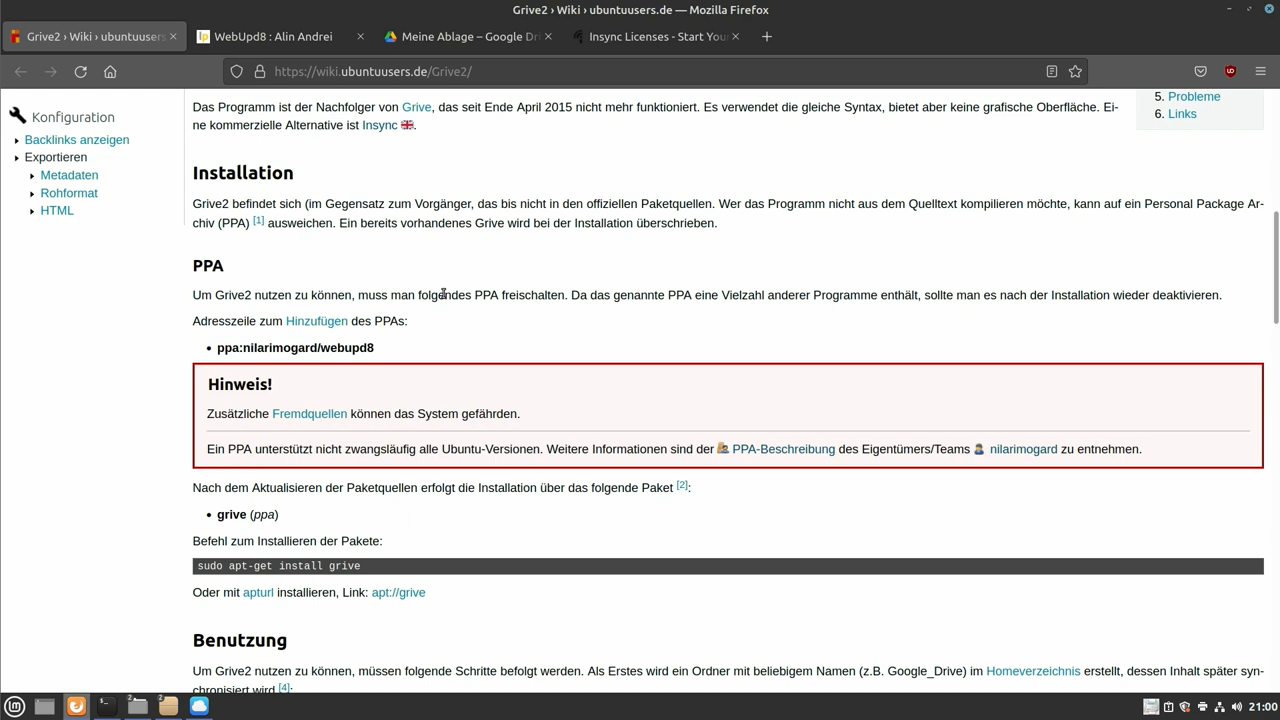 Grive2 › Wiki › ubuntuusers.de — Mozilla Firefox
Grive2 › Wiki › ubuntuusers
WebUpd8 : Alin Andrei
Meine Ablage – Google Dri
Insync Licenses - Start You
https://wiki.ubuntuusers.de/Grive2/
Konfiguration
Backlinks anzeigen
Exportieren
Metadaten
Rohformat
HTML
Das Programm ist der Nachfolger von Grive, das seit Ende April 2015 nicht mehr funktioniert. Es verwendet die gleiche Syntax, bietet aber keine grafische Oberfläche. Ei-
ne kommerzielle Alternative ist Insync.
5. Probleme
6. Links
Installation
Grive2 befindet sich (im Gegensatz zum Vorgänger, das bis nicht in den offiziellen Paketquellen. Wer das Programm nicht aus dem Quelltext kompilieren möchte, kann auf ein Personal Package Ar-
chiv (PPA) [1] ausweichen. Ein bereits vorhandenes Grive wird bei der Installation überschrieben.
PPA
Um Grive2 nutzen zu können, muss man folgendes PPA freischalten. Da das genannte PPA eine Vielzahl anderer Programme enthält, sollte man es nach der Installation wieder deaktivieren.
Adresszeile zum Hinzufügen des PPAs:
• ppa:nilarimogard/webupd8
Hinweis!
Zusätzliche Fremdquellen können das System gefährden.
Ein PPA unterstützt nicht zwangsläufig alle Ubuntu-Versionen. Weitere Informationen sind der PPA-Beschreibung des Eigentümers/Teams nilarimogard zu entnehmen.
Nach dem Aktualisieren der Paketquellen erfolgt die Installation über das folgende Paket [2]:
• grive (ppa)
Befehl zum Installieren der Pakete:
sudo apt-get install grive
Oder mit apturl installieren, Link: apt://grive
Benutzung
Um Grive2 nutzen zu können, müssen folgende Schritte befolgt werden. Als Erstes wird ein Ordner mit beliebigem Namen (z.B. Google_Drive) im Homeverzeichnis erstellt, dessen Inhalt später syn-
chronisiert wird [4]:
21:00